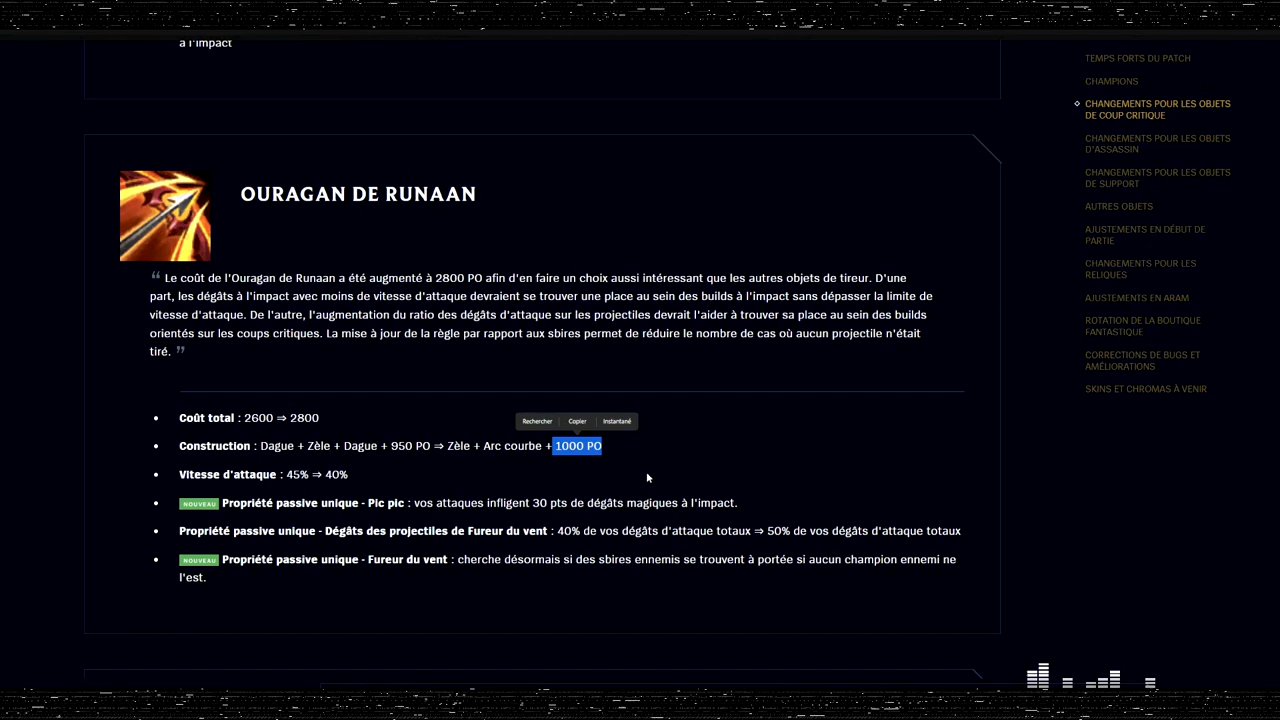 à l'impact
OURAGAN DE RUNAAN
“ Le coût de l'Ouragan de Runaan a été augmenté à 2800 PO afin d'en faire un choix aussi intéressant que les autres objets de tireur. D'une
part, les dégâts à l'impact avec moins de vitesse d'attaque devraient se trouver une place au sein des builds à l'impact sans dépasser la limite de
vitesse d'attaque. De l'autre, l'augmentation du ratio des dégâts d'attaque sur les projectiles devrait l'aider à trouver sa place au sein des builds
orientés sur les coups critiques. La mise à jour de la règle par rapport aux sbires permet de réduire le nombre de cas où aucun projectile n'était
tiré. ”
• Coût total : 2600 ⇒ 2800
Rechercher Copier Instantané
• Construction : Dague + Zèle + Dague + 950 PO ⇒ Zèle + Arc courbe + 1000 PO
• Vitesse d'attaque : 45% ⇒ 40%
• NOUVEAU Propriété passive unique - Pic pic : vos attaques infligent 30 pts de dégâts magiques à l'impact.
• Propriété passive unique - Dégâts des projectiles de Fureur du vent : 40% de vos dégâts d'attaque totaux ⇒ 50% de vos dégâts d'attaque totaux
• NOUVEAU Propriété passive unique - Fureur du vent : cherche désormais si des sbires ennemis se trouvent à portée si aucun champion ennemi ne
l'est.
TEMPS FORTS DU PATCH
CHAMPIONS
CHANGEMENTS POUR LES OBJETS
DE COUP CRITIQUE
CHANGEMENTS POUR LES OBJETS
D'ASSASSIN
CHANGEMENTS POUR LES OBJETS
DE SUPPORT
AUTRES OBJETS
AJUSTEMENTS EN DÉBUT DE
PARTIE
CHANGEMENTS POUR LES
RELIQUES
AJUSTEMENTS EN ARAM
ROTATION DE LA BOUTIQUE
FANTASTIQUE
CORRECTIONS DE BUGS ET
AMÉLIORATIONS
SKINS ET CHROMAS À VENIR